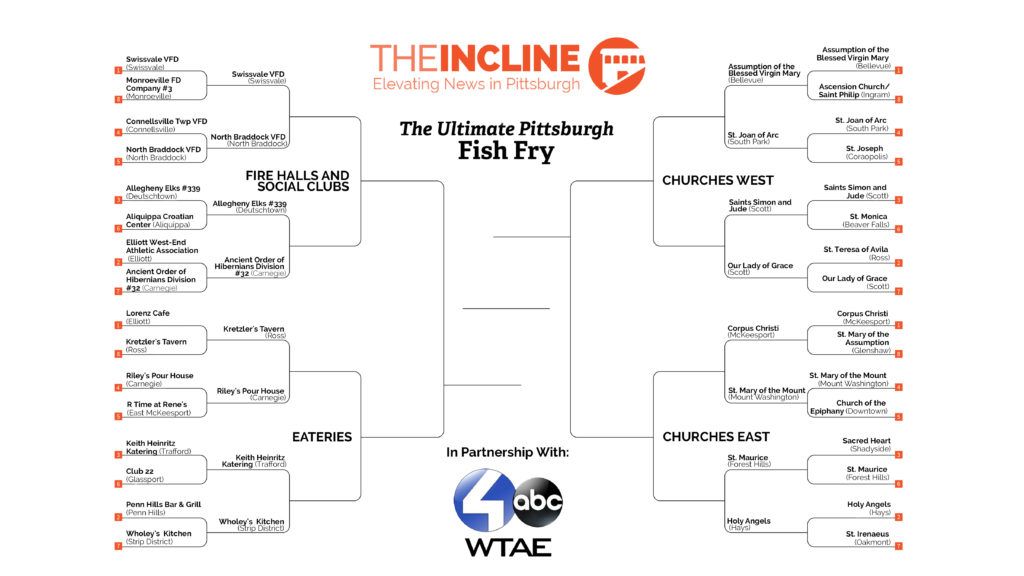 THEINCLINE
Elevating News in Pittsburgh
The Ultimate Pittsburgh
Fish Fry
FIRE HALLS AND
SOCIAL CLUBS
Swissvale VFD
1 (Swissvale)
Monroeville FD
Company #3
8 (Monroeville)
Connellsville Twp VFD
4 (Connellsville)
North Braddock VFD
5 (North Braddock)
Allegheny Elks #339
3 (Deutschtown)
Aliquippa Croatian
6 Center (Aliquippa)
Elliott West-End
Athletic Association
2 (Elliott)
Ancient Order of
Hibernians Division
7 #32 (Carnegie)
Swissvale VFD
(Swissvale)
North Braddock VFD
(North Braddock)
Allegheny Elks #339
(Deutschtown)
Ancient Order of
Hibernians Division
#32 (Carnegie)
EATERIES
Lorenz Cafe
1 (Elliott)
Kretzler's Tavern
8 (Ross)
Riley's Pour House
4 (Carnegie)
R Time at Rene's
5 (East McKeesport)
Keith Heinritz
3 Katering (Trafford)
Club 22
6 (Glassport)
Penn Hills Bar & Grill
2 (Penn Hills)
Wholey's Kitchen
7 (Strip District)
Kretzler's Tavern
(Ross)
Riley's Pour House
(Carnegie)
Keith Heinritz
Katering (Trafford)
Wholey's Kitchen
(Strip District)
CHURCHES WEST
Assumption of the
Blessed Virgin Mary
(Bellevue)
St. Joan of Arc
(South Park)
Saints Simon and
Jude (Scott)
Our Lady of Grace
(Scott)
Assumption of the
Blessed Virgin Mary
(Bellevue) 1
Ascension Church/
Saint Philip (Ingram) 8
St. Joan of Arc
(South Park) 4
St. Joseph
(Coraopolis) 5
Saints Simon and
Jude (Scott) 3
St. Monica
(Beaver Falls) 6
St. Teresa of Avila
(Ross) 2
Our Lady of Grace
(Scott) 7
CHURCHES EAST
Corpus Christi
(McKeesport)
St. Mary of the Mount
(Mount Washington)
St. Maurice
(Forest Hills)
Holy Angels
(Hays)
Corpus Christi
(McKeesport) 1
St. Mary of the
Assumption
(Glenshaw) 8
St. Mary of the Mount
(Mount Washington) 4
Church of the
Epiphany (Downtown) 5
Sacred Heart
(Shadyside) 3
St. Maurice
(Forest Hills) 6
Holy Angels
(Hays) 2
St. Irenaeus
(Oakmont) 7
In Partnership With:
4 abc
WTAE